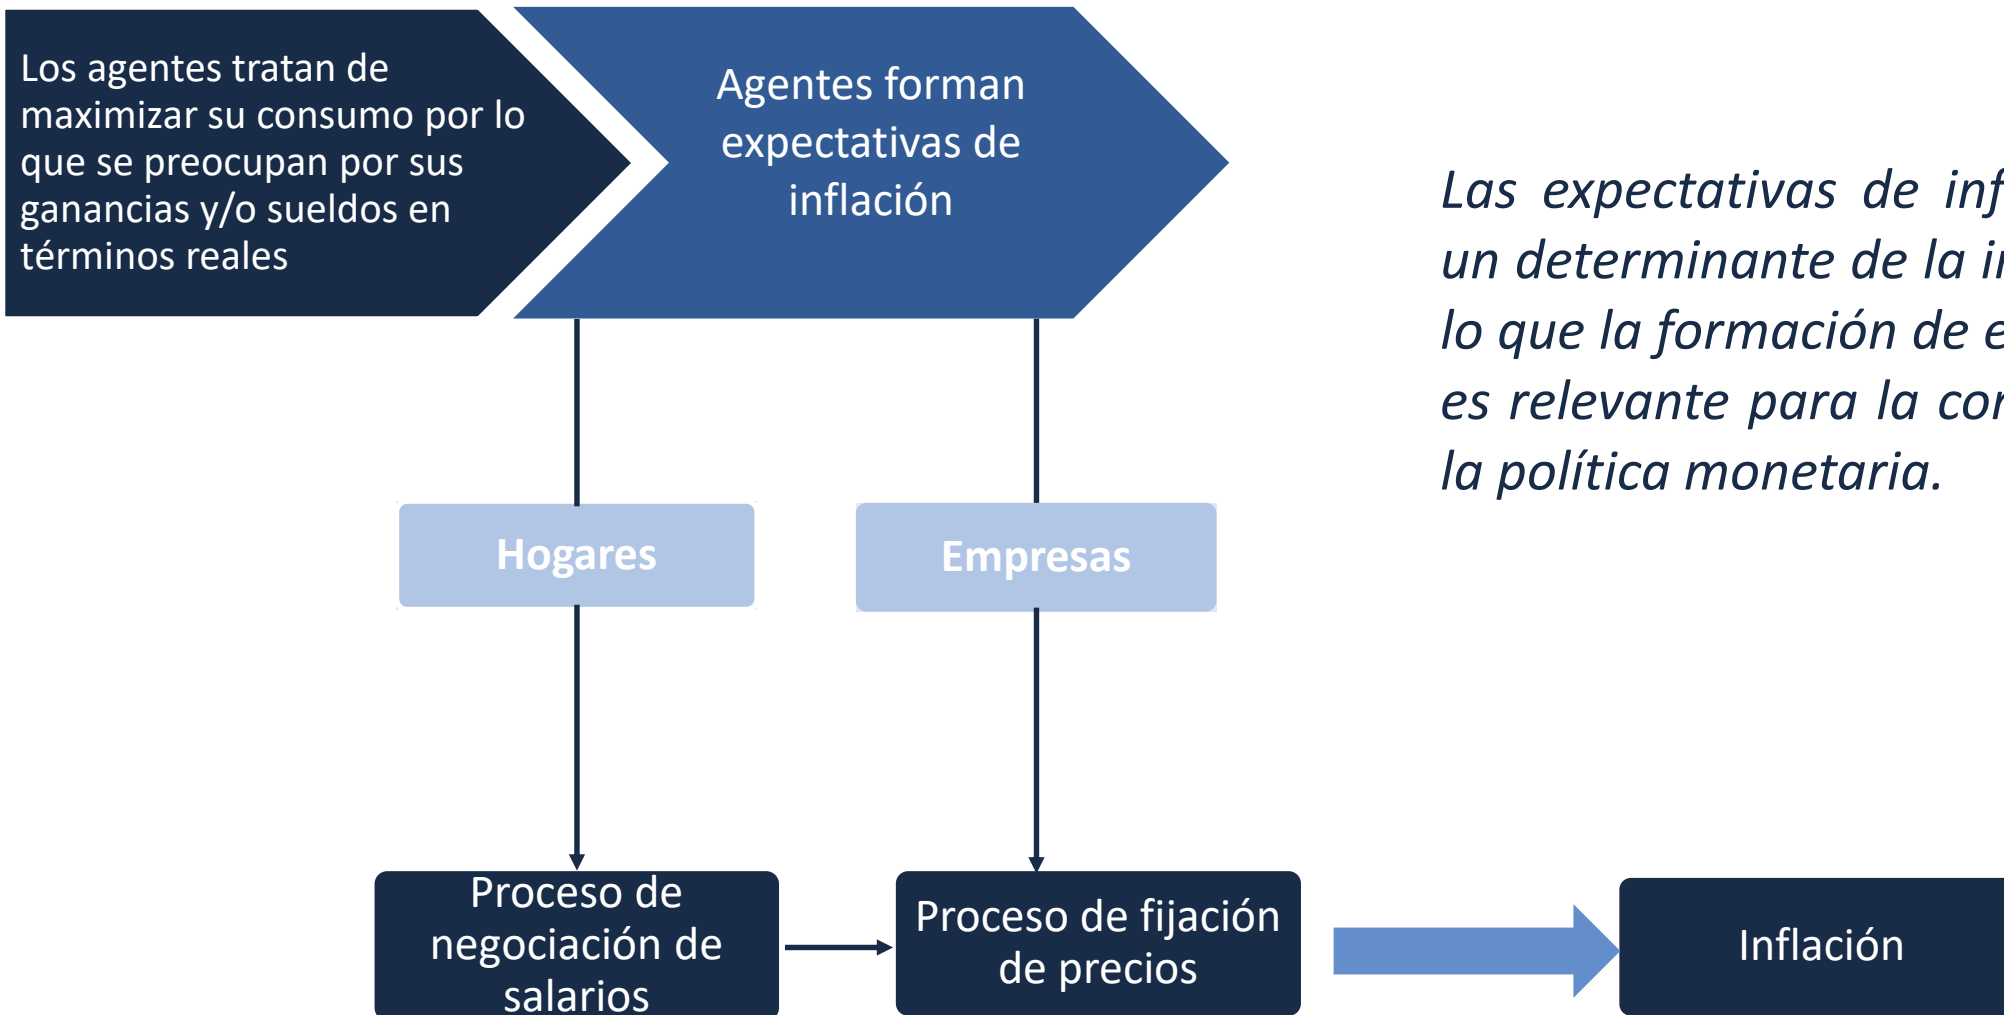 Los agentes tratan de
maximizar su consumo por lo
que se preocupan por sus
ganancias y/o sueldos en
términos reales
Agentes forman
expectativas de
inflación
Las expectativas de
un determinante de la
lo que la formación de
es relevante para la
la política monetaria.
Hogares
Empresas
Proceso de
negociación de
salarios
Proceso de fijación
de precios
Inflación